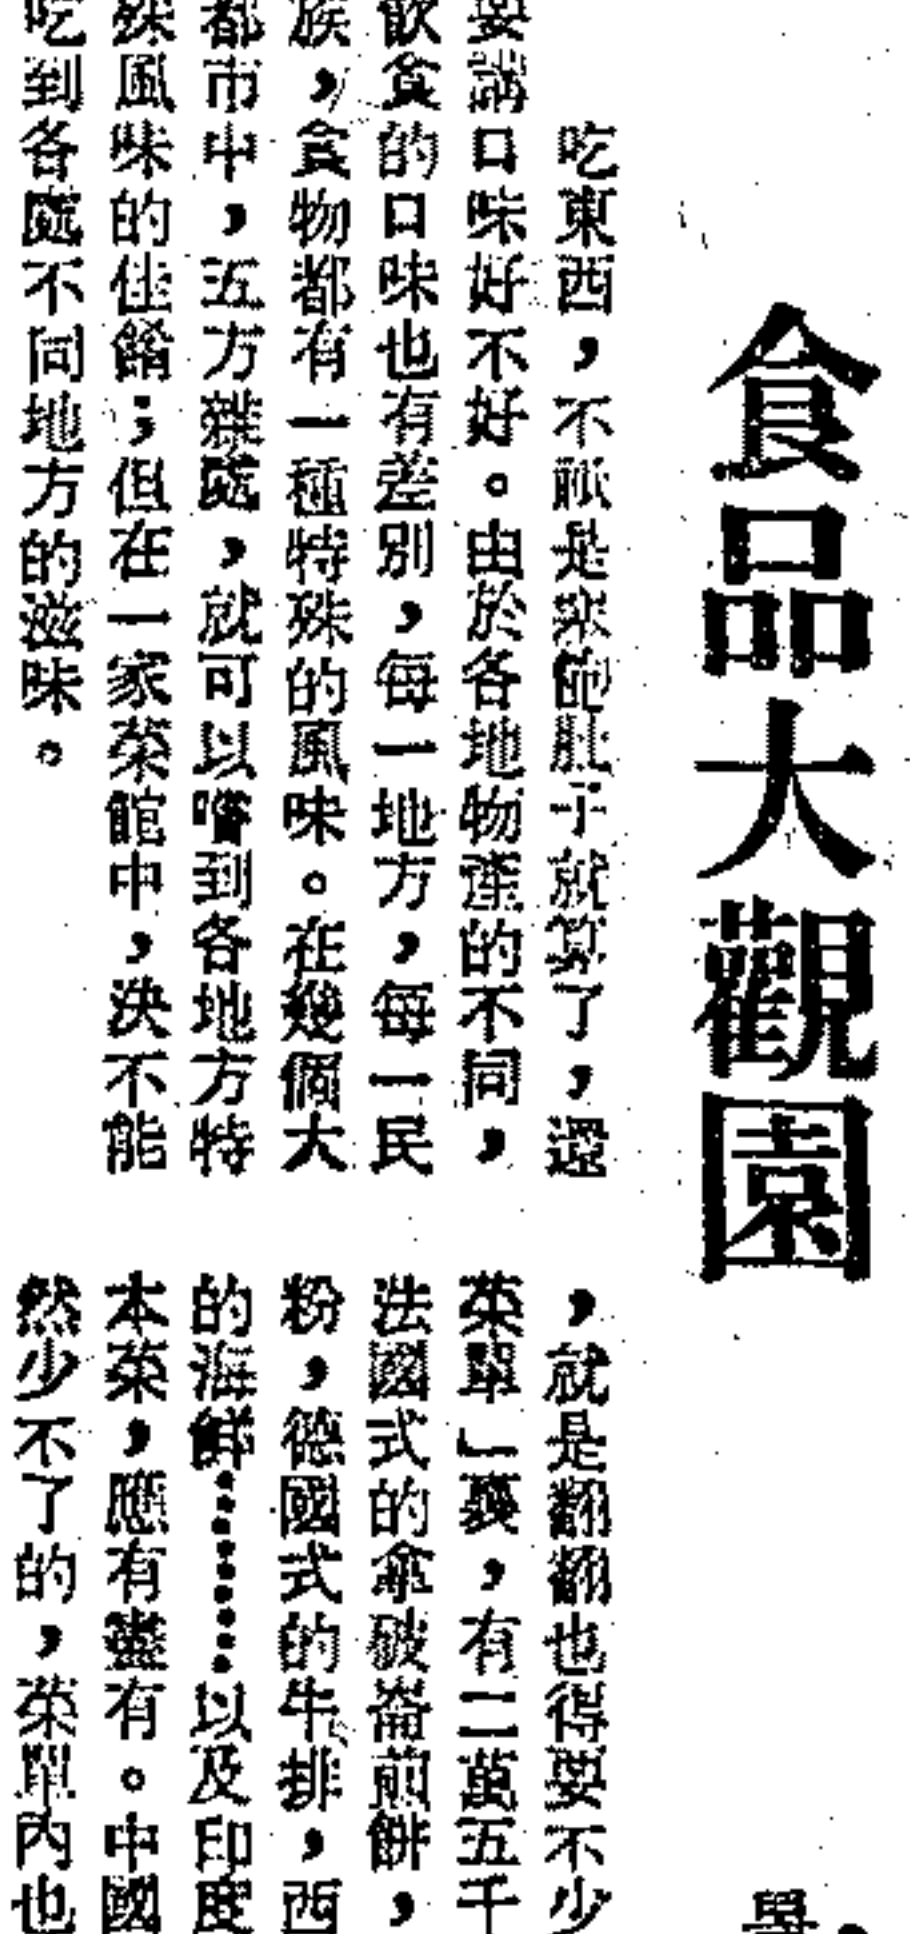 食品大觀園
吃東西，不祇是求飽肚子就算了，還
要講口味好不好。由於各地物產的不同，
飲食的口味也有差別，每一地方，每一民
族，食物都有一種特殊的風味。在幾個大
都市中，五方雜處，就可以嚐到各地方特
殊風味的佳餚；但在一家菜館中，決不能
吃到各處不同地方的滋味。
，就是翻翻也得要不少
菜單」裏，有二萬五千
法國式的拿破崙煎餅，
粉，德國式的牛排，西
的海鮮………以及印度
本菜，應有盡有。中國
然少不了的，菜單內也